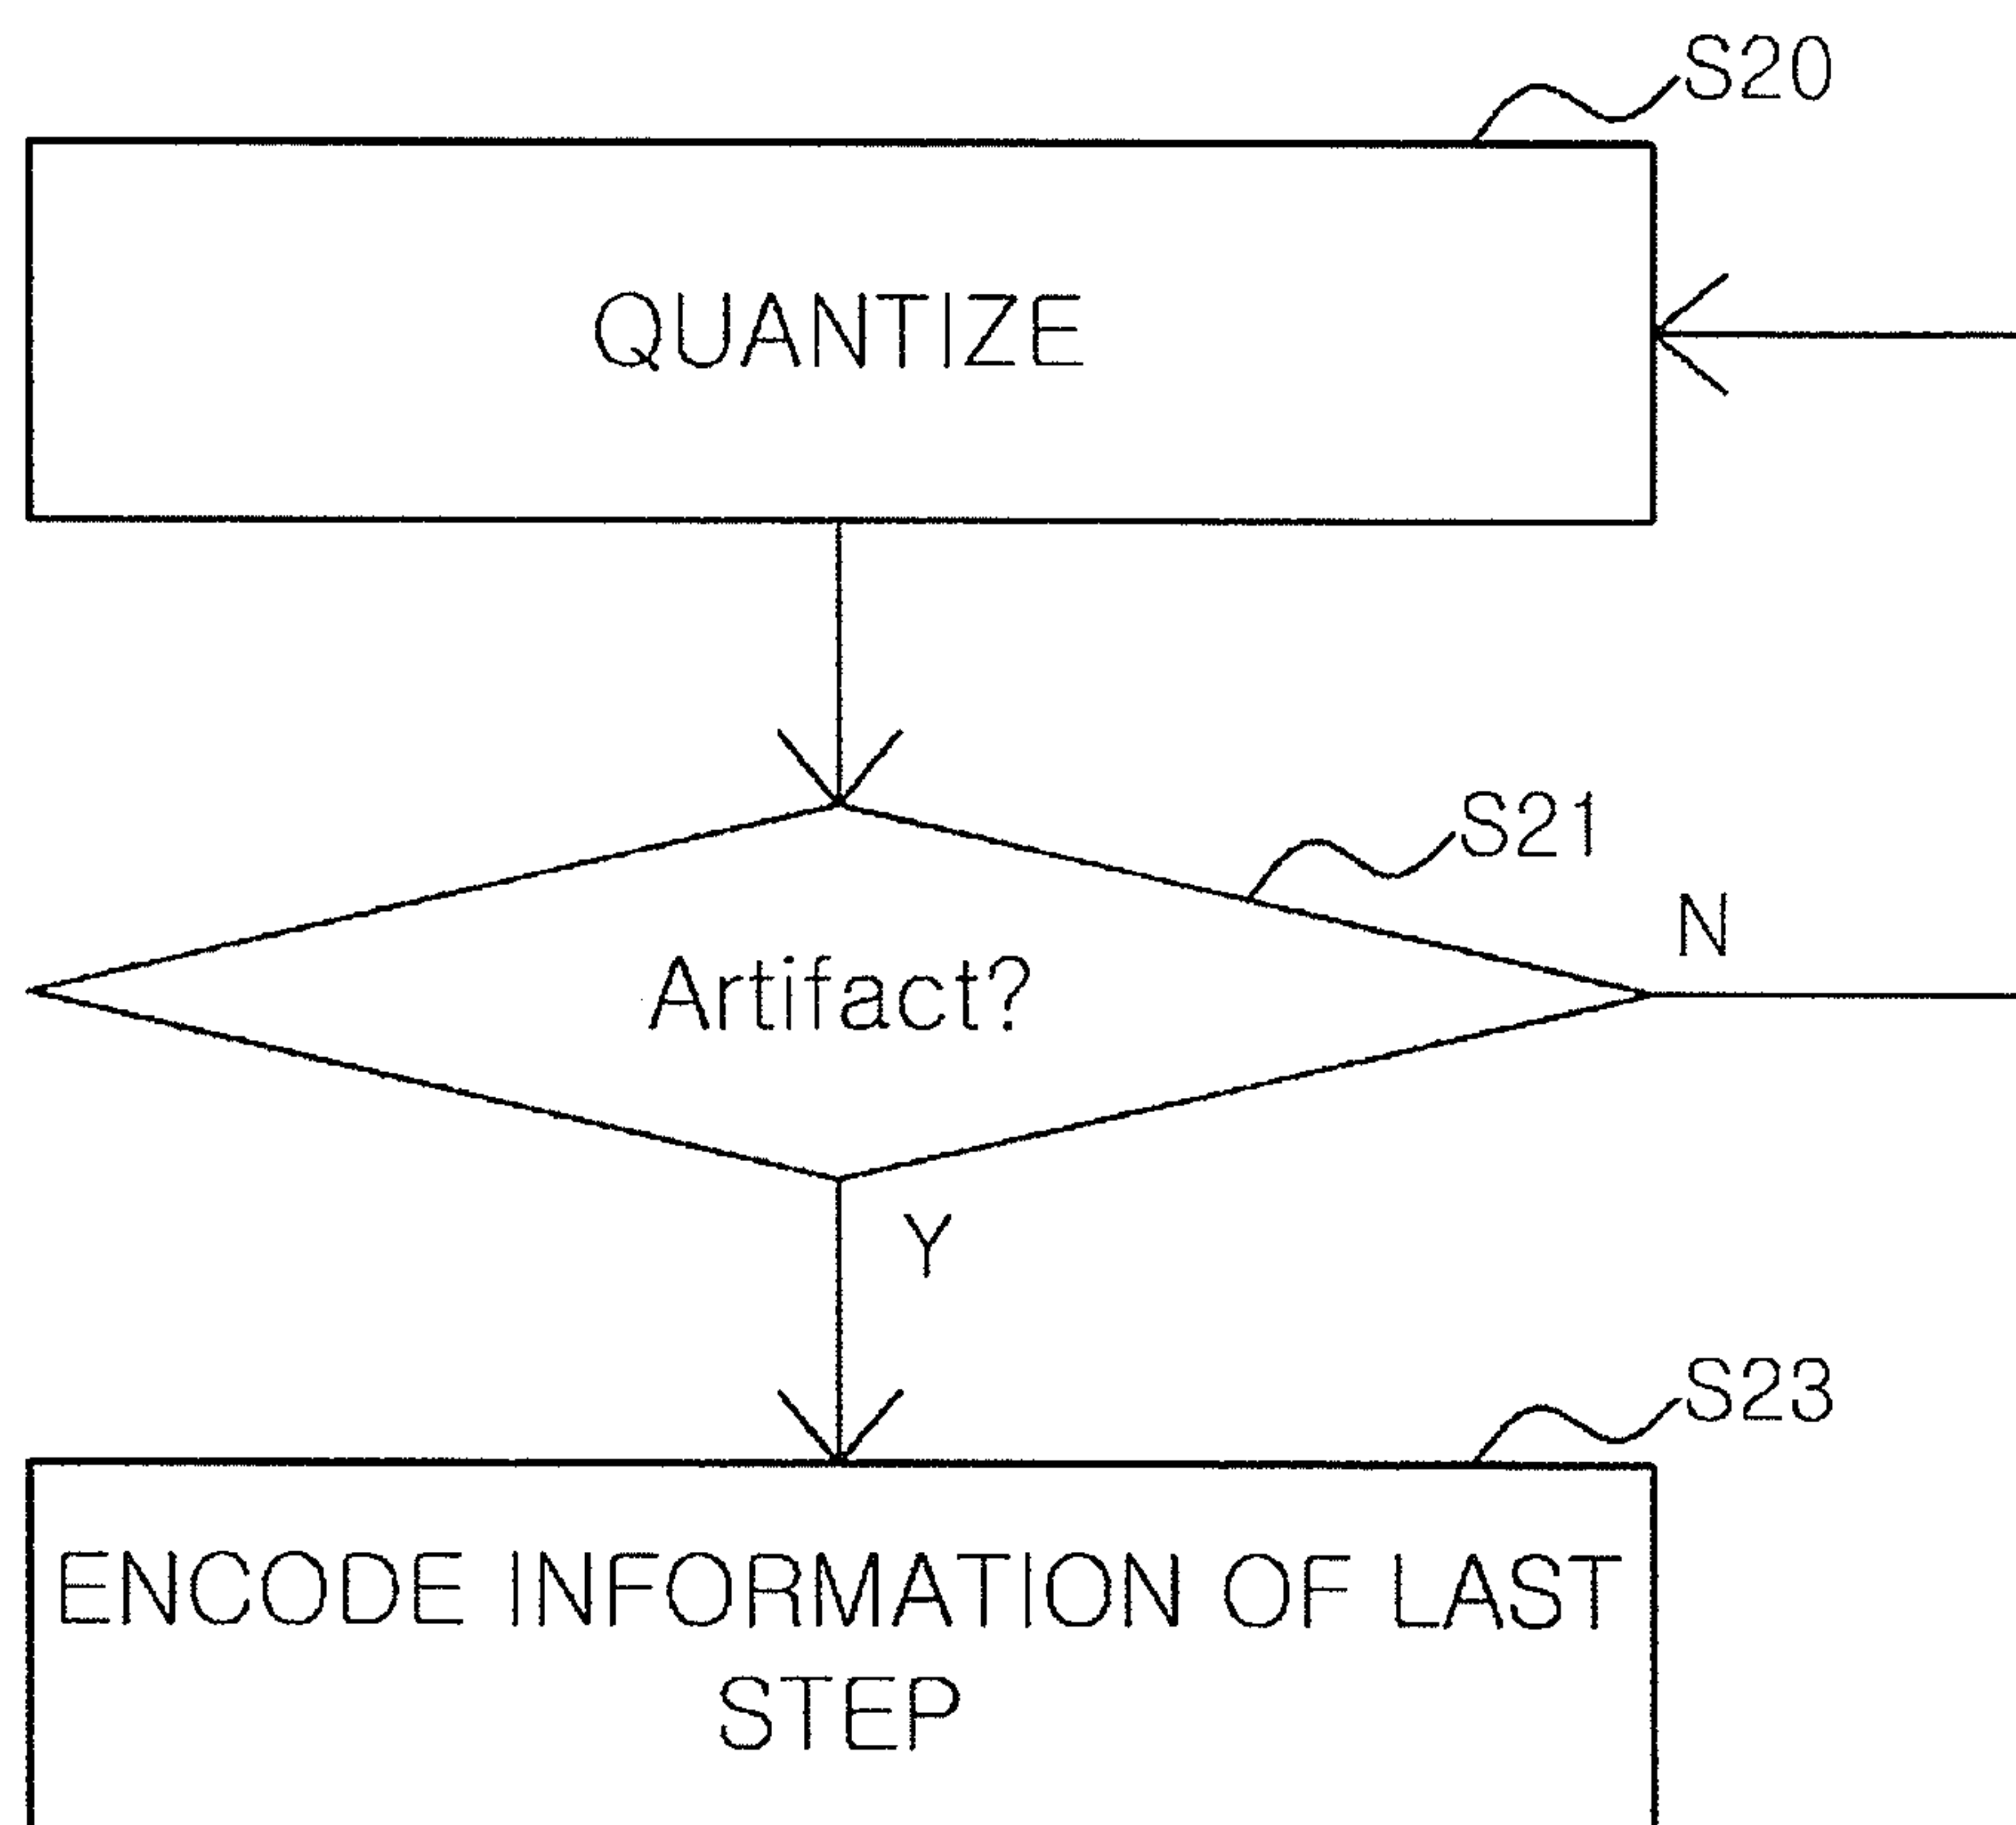 S20
QUANTIZE
S21
N
Artifact?
Y
S23
ENCODE INFORMATION OF LAST
STEP